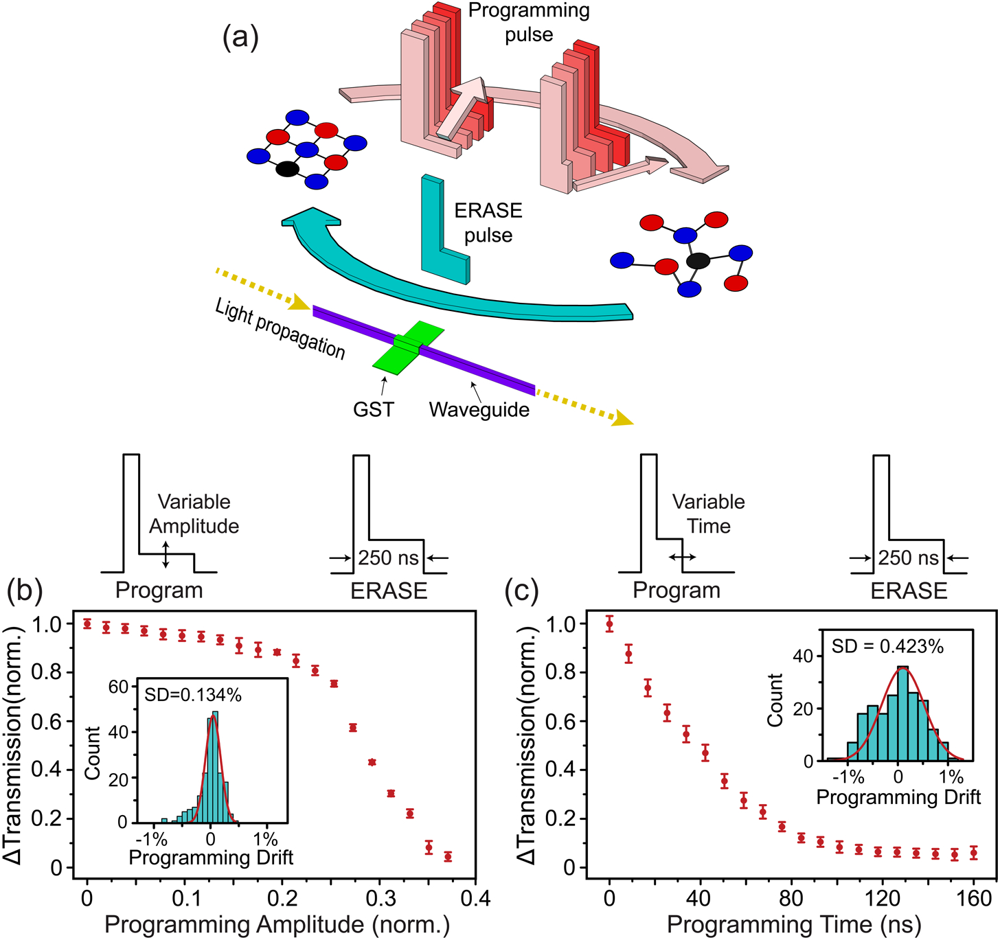 (a)
Programming
pulse
ERASE
pulse
Light propagation
GST
Waveguide
Variable
Amplitude
Program
250 ns
ERASE
Variable
Time
Program
250 ns
ERASE
(b)
ΔTransmission(norm.)
1.0
0.8
0.6
0.4
0.2
0
0
0.1
0.2
0.3
0.4
Programming Amplitude (norm.)
SD=0.134%
Count
60
40
20
0
-1%
0
1%
Programming Drift
(c)
ΔTransmission(norm.)
1.0
0.8
0.6
0.4
0.2
0
0
40
80
120
160
Programming Time (ns)
SD = 0.423%
Count
40
20
0
-1%
0
1%
Programming Drift